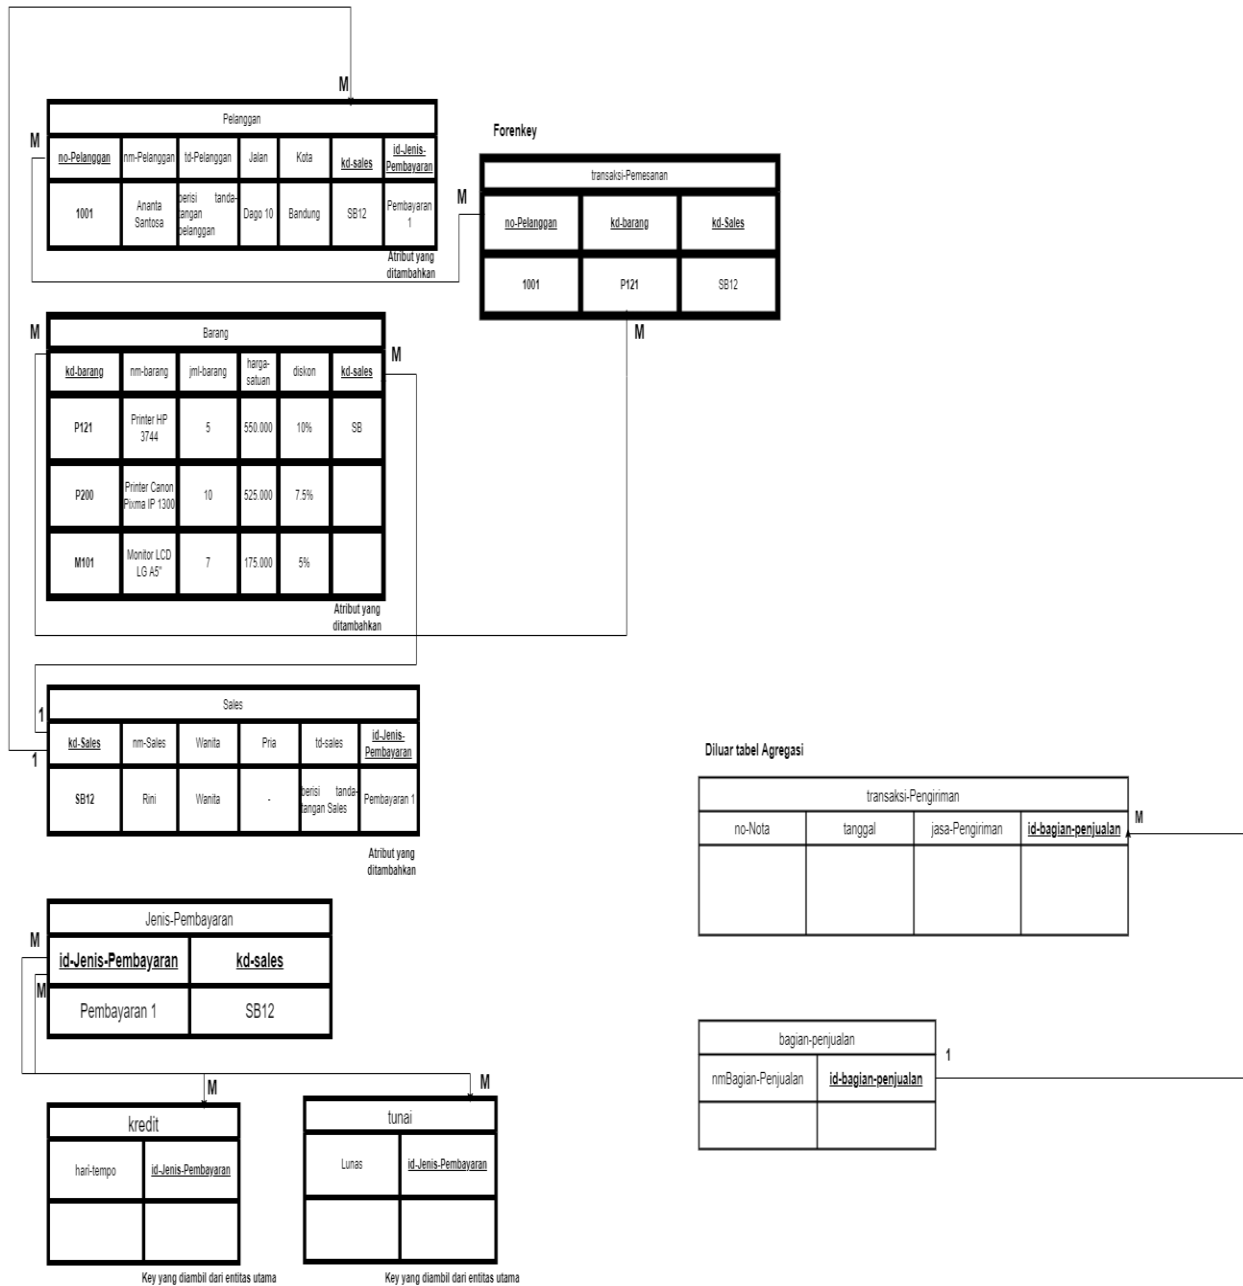 M
M
Pelanggan
no-Pelanggan nm-Pelanggan td-Pelanggan Jalan Kota kd-sales id-Jenis-
Pembayaran
1001 Ananta
Santosa berisi tanda-
tangan
pelanggan Dago 10 Bandung SB12 Pembayaran
1
Atribut yang
ditambahkan
Forenkey
M
transaksi-Pemesanan
no-Pelanggan kd-barang kd-Sales
1001 P121 SB12
M
M
Barang
M
kd-barang nm-barang jml-barang harga-
satuan diskon kd-sales
P121 Printer HP
3744 5 550.000 10% SB
P200 Printer Canon
Pixma IP 1300 10 525.000 7.5%
M101 Monitor LCD
LG A5" 7 175.000 5%
Atribut yang
ditambahkan
1
1
Sales
kd-Sales nm-Sales Wanita Pria td-sales id-Jenis-
Pembayaran
SB12 Rini Wanita - berisi tanda-
tangan Sales Pembayaran 1
Atribut yang
ditambahkan
Diluar tabel Agregasi
transaksi-Pengiriman
no-Nota tanggal jasa-Pengiriman id-bagian-penjualan
M
M
M
Jenis-Pembayaran
id-Jenis-Pembayaran kd-sales
Pembayaran 1 SB12
bagian-penjualan
nmBagian-Penjualan id-bagian-penjualan
1
M
M
kredit
hari-tempo id-Jenis-Pembayaran
Key yang diambil dari entitas utama
tunai
Lunas id-Jenis-Pembayaran
Key yang diambil dari entitas utama